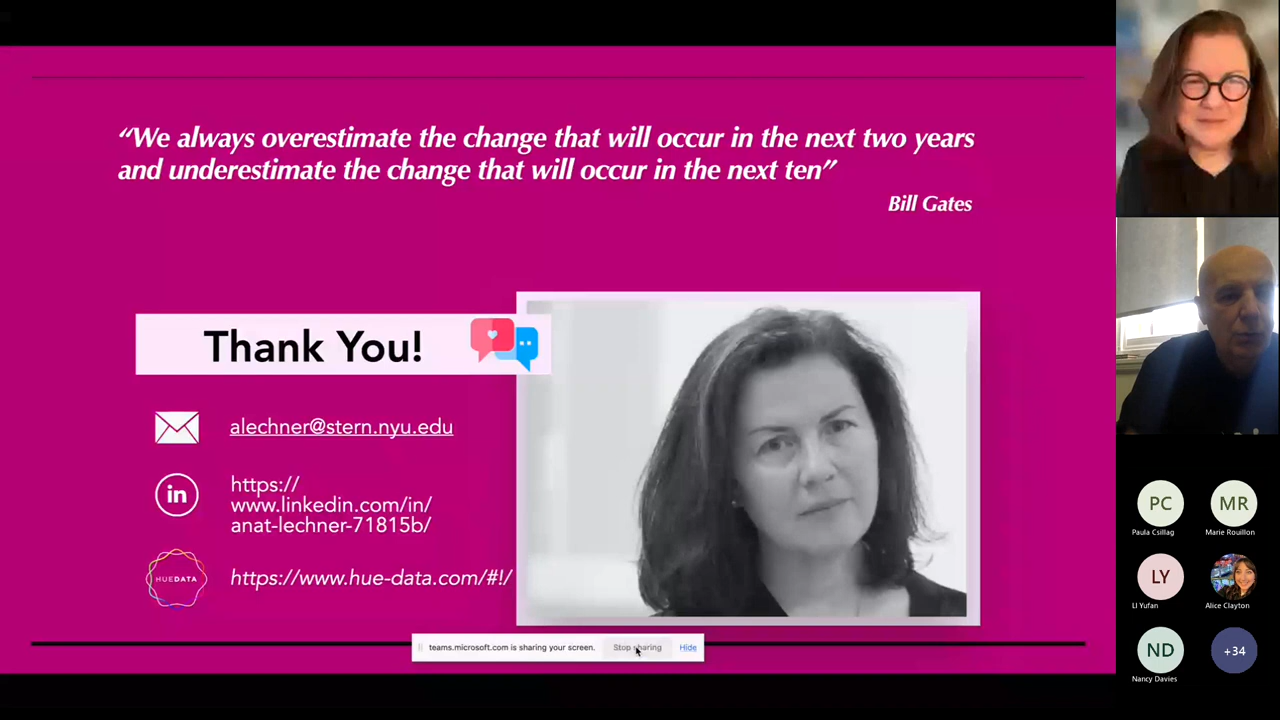 “We always overestimate the change that will occur in the next two years
and underestimate the change that will occur in the next ten”
Bill Gates
Thank You!
alechner@stern.nyu.edu
in
https://
www.linkedin.com/in/
anat-lechner-71815b/
HUEDATA
https://www.hue-data.com/#!/
teams.microsoft.com is sharing your screen.
Stop sharing
Hide
PC
MR
Paula Csillag
Marie Rouillon
LY
LI Yufan
Alice Clayton
ND
+34
Nancy Davies